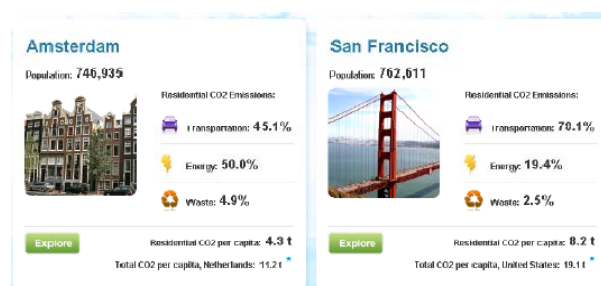 Amsterdam
Population: 746,935
Residential CO2 Emissions:
Transportation: 45.1%
Energy: 50.0%
Waste: 4.9%
Explore
Residential CO2 per capita: 4.3 t
Total CO2 per capita, Netherlands: 11.2 t *
San Francisco
Population: 762,611
Residential CO2 Emissions:
Transportation: 78.1%
Energy: 19.4%
Waste: 2.5%
Explore
Residential CO2 per capita: 8.2 t
Total CO2 per capita, United States: 19.1 t *